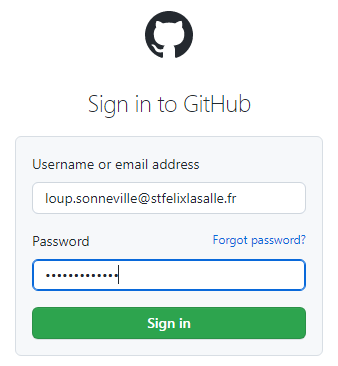 Sign in to GitHub
Username or email address
loup.sonneville@stfelixlasalle.fr
Password Forgot password?
•••••••••••••
Sign in